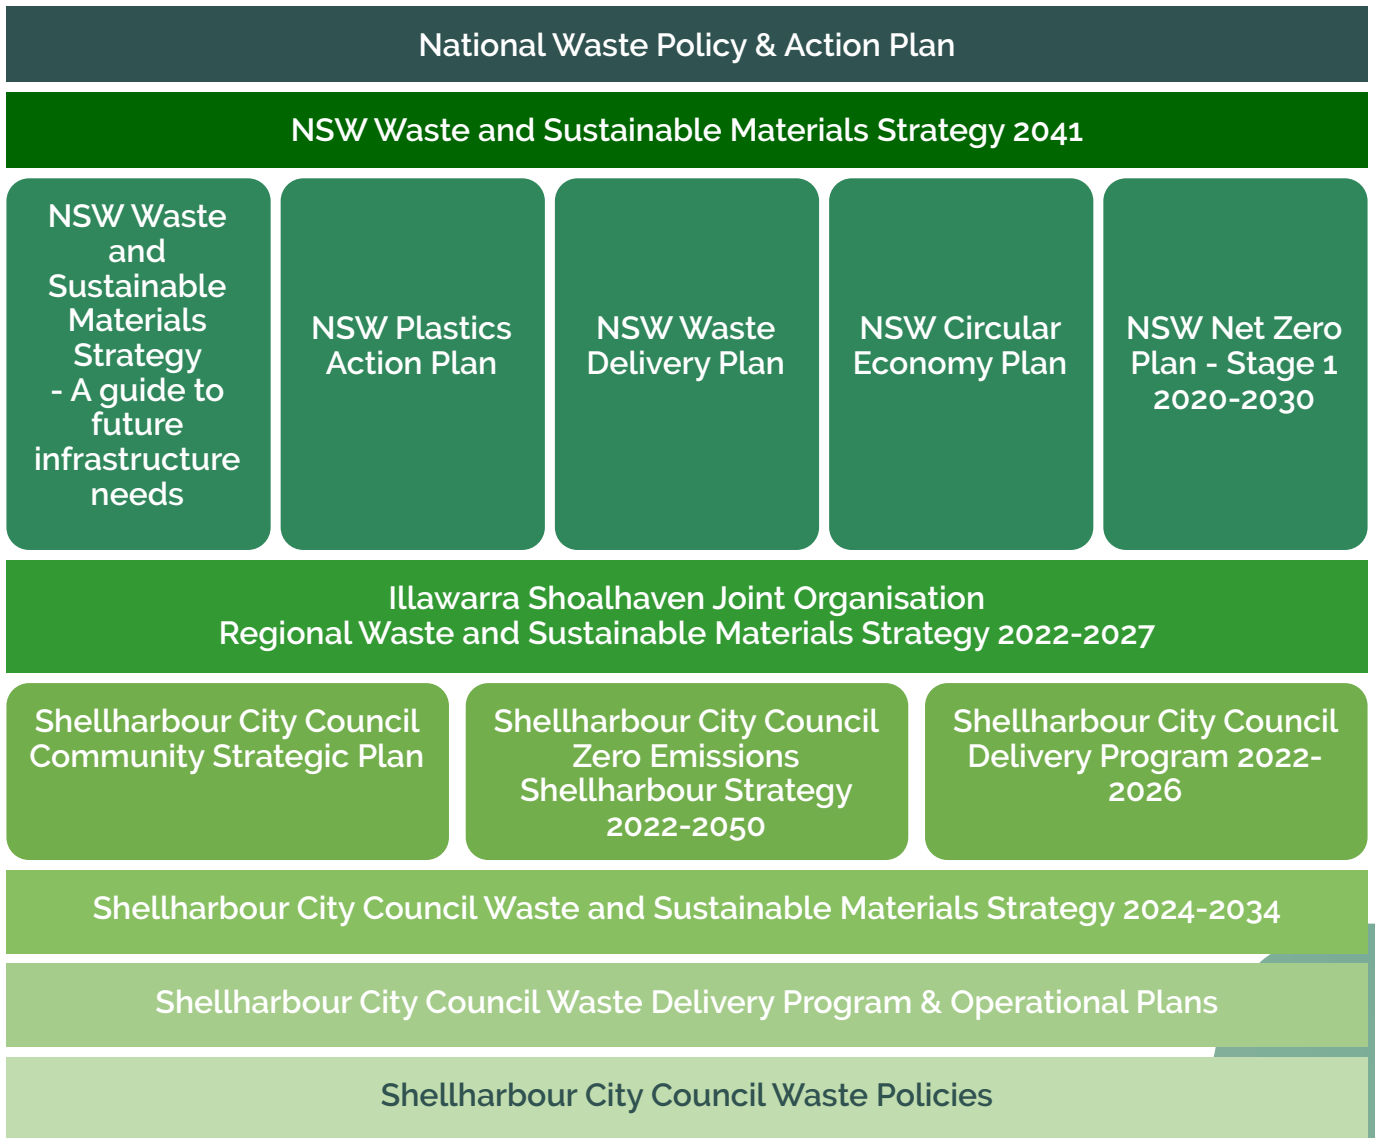 National Waste Policy & Action Plan
NSW Waste and Sustainable Materials Strategy 2041
NSW Waste
and
Sustainable
Materials
Strategy
- A guide to
future
infrastructure
needs
NSW Plastics
Action Plan
NSW Waste
Delivery Plan
NSW Circular
Economy Plan
NSW Net Zero
Plan - Stage 1
2020-2030
Illawarra Shoalhaven Joint Organisation
Regional Waste and Sustainable Materials Strategy 2022-2027
Shellharbour City Council
Community Strategic Plan
Shellharbour City Council
Zero Emissions
Shellharbour Strategy
2022-2050
Shellharbour City Council
Delivery Program 2022-
2026
Shellharbour City Council Waste and Sustainable Materials Strategy 2024-2034
Shellharbour City Council Waste Delivery Program & Operational Plans
Shellharbour City Council Waste Policies